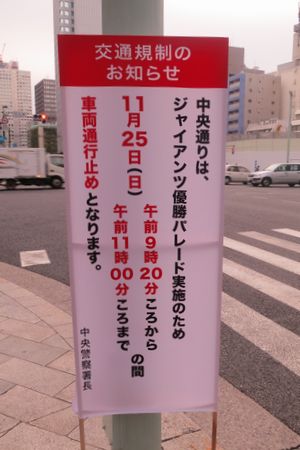 交通規制の
お知らせ
中央通りは、
ジャイアンツ優勝パレード実施のため
11月25日(日)
午前9時20分ころから
午前11時00分ころまで
の間
車両通行止めとなります。
中央警察署長